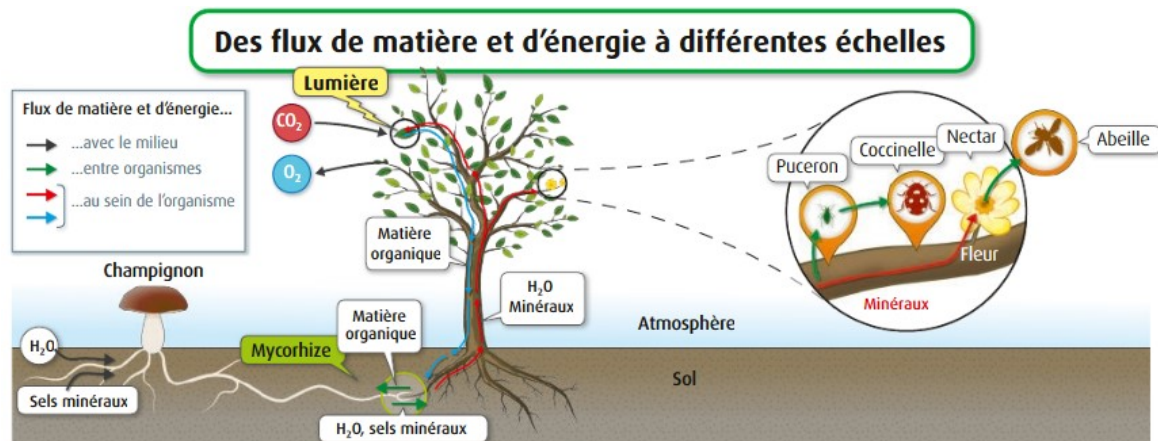 Des flux de matière et d'énergie à différentes échelles
Flux de matière et d'énergie...
...avec le milieu
...entre organismes
...au sein de l'organisme
Lumière
CO₂
O₂
Champignon
H₂O
Sels minéraux
Mycorhize
Matière
organique
H₂O, sels minéraux
Matière
organique
H₂O
Minéraux
Atmosphère
Sol
Puceron
Coccinelle
Nectar
Abeille
Fleur
Minéraux